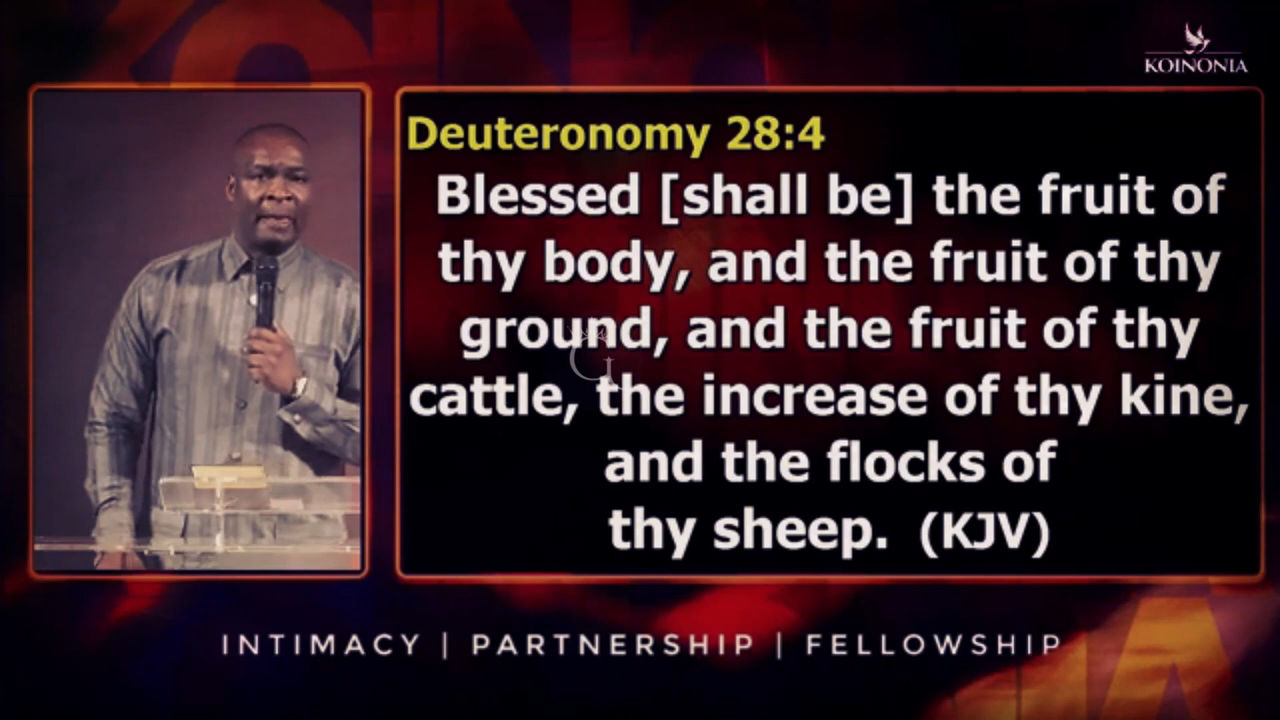 KOINONIA
Deuteronomy 28:4
Blessed [shall be] the fruit of
thy body, and the fruit of thy
ground, and the fruit of thy
cattle, the increase of thy kine,
and the flocks of
thy sheep. (KJV)
INTIMACY | PARTNERSHIP | FELLOWSHIP